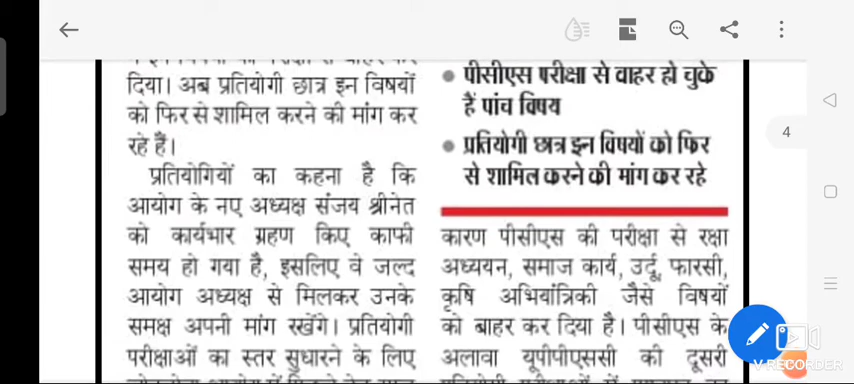 दिया। अब प्रतियोगी छात्र इन विषयों
को फिर से शामिल करने की मांग कर
रहे हैं।
प्रतियोगियों का कहना है कि
आयोग के नए अध्यक्ष संजय श्रीनेत
को कार्यभार ग्रहण किए काफी
समय हो गया है, इसलिए वे जल्द
आयोग अध्यक्ष से मिलकर उनके
समक्ष अपनी मांग रखेंगे। प्रतियोगी
परीक्षाओं का स्तर सुधारने के लिए
● पीसीएस परीक्षा से बाहर हो चुके
हैं पांच विषय
● प्रतियोगी छात्र इन विषयों को फिर
से शामिल करने की मांग कर रहे
कारण पीसीएस की परीक्षा से रक्षा
अध्ययन, समाज कार्य, उर्दू, फारसी,
कृषि अभियांत्रिकी जैसे विषयों
को बाहर कर दिया है। पीसीएस के
अलावा यूपीपीएससी की दूसरी
4
V RECORDER